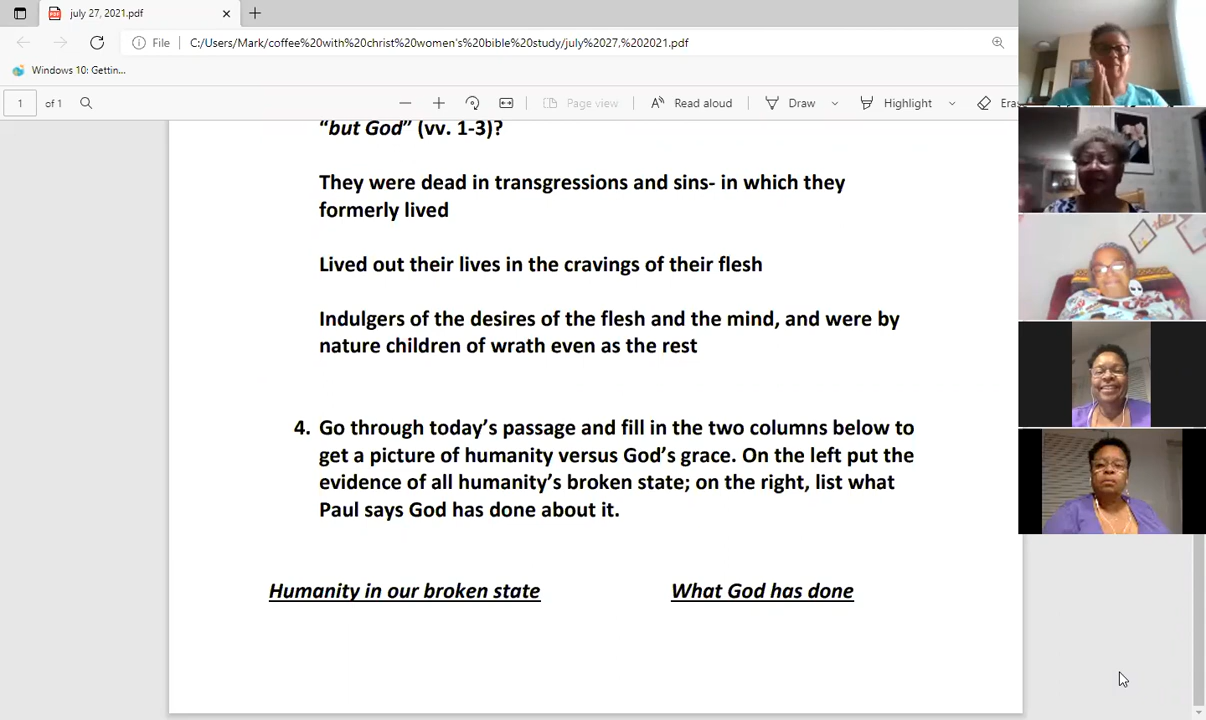 july 27, 2021.pdf
File C:/Users/Mark/coffee%20with%20christ%20women's%20bible%20study/july%2027,%202021.pdf
Windows 10: Gettin...
1 of 1 Page view Read aloud Draw Highlight Eras
“but God” (vv. 1-3)?
They were dead in transgressions and sins- in which they
formerly lived
Lived out their lives in the cravings of their flesh
Indulgers of the desires of the flesh and the mind, and were by
nature children of wrath even as the rest
4. Go through today’s passage and fill in the two columns below to
get a picture of humanity versus God’s grace. On the left put the
evidence of all humanity’s broken state; on the right, list what
Paul says God has done about it.
Humanity in our broken state What God has done